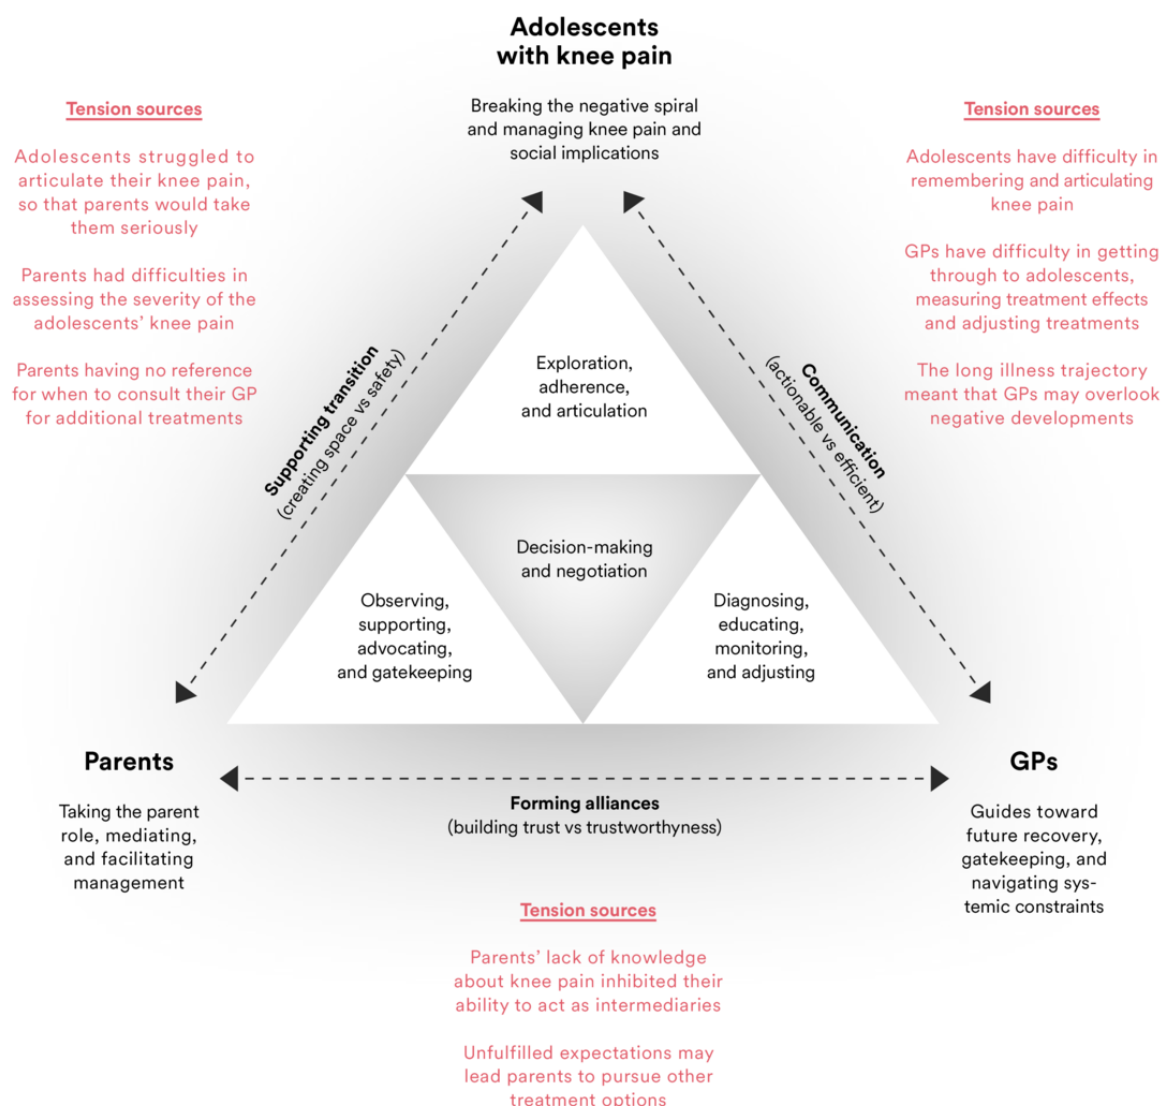 Adolescents
with knee pain
Breaking the negative spiral
and managing knee pain and
social implications
Tension sources
Adolescents struggled to
articulate their knee pain,
so that parents would take
them seriously
Parents had difficulties in
assessing the severity of the
adolescents’ knee pain
Parents having no reference
for when to consult their GP
for additional treatments
Tension sources
Adolescents have difficulty in
remembering and articulating
knee pain
GPs have difficulty in getting
through to adolescents,
measuring treatment effects
and adjusting treatments
The long illness trajectory
meant that GPs may overlook
negative developments
Supporting transition
(creating space vs safety)
Communication
(actionable vs efficient)
Exploration,
adherence,
and articulation
Decision-making
and negotiation
Observing,
supporting,
advocating,
and gatekeeping
Diagnosing,
educating,
monitoring,
and adjusting
Parents
Taking the parent
role, mediating,
and facilitating
management
Forming alliances
(building trust vs trustworthyness)
GPs
Guides toward
future recovery,
gatekeeping, and
navigating sys-
temic constraints
Tension sources
Parents’ lack of knowledge
about knee pain inhibited their
ability to act as intermediaries
Unfulfilled expectations may
lead parents to pursue other
treatment options